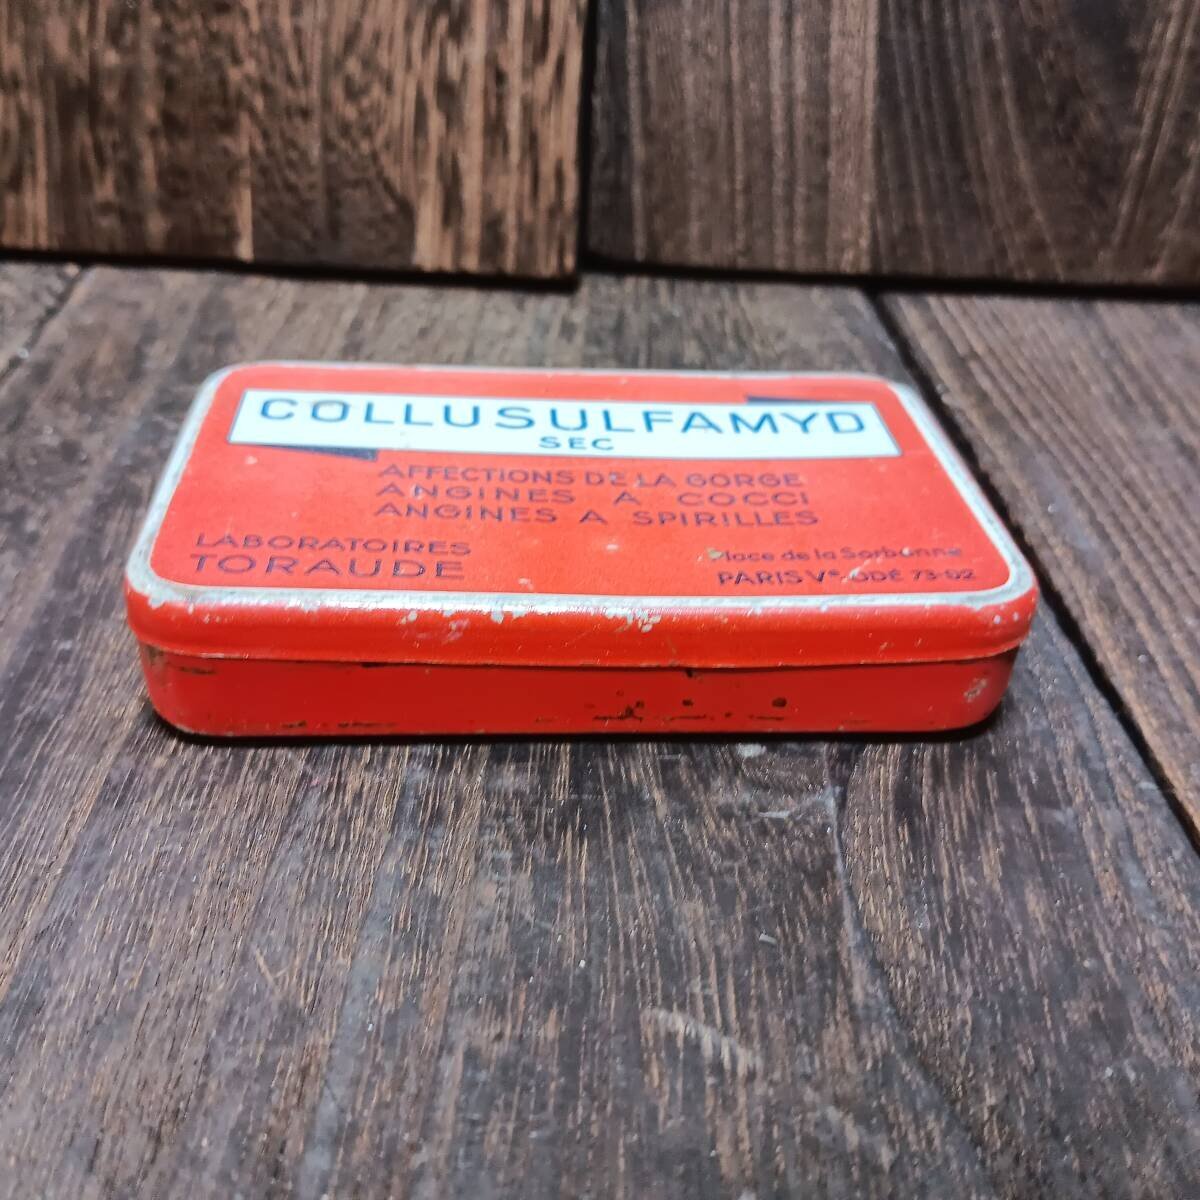 COLLUSULFAMYD
SEC
AFFECTIONS DE LA GORGE
ANGINES A COCCI
ANGINES A SPIRILLES
LABORATOIRES
TORAUDE
Place de la Sorbonne
PARIS Ve. ODÉ 73-02